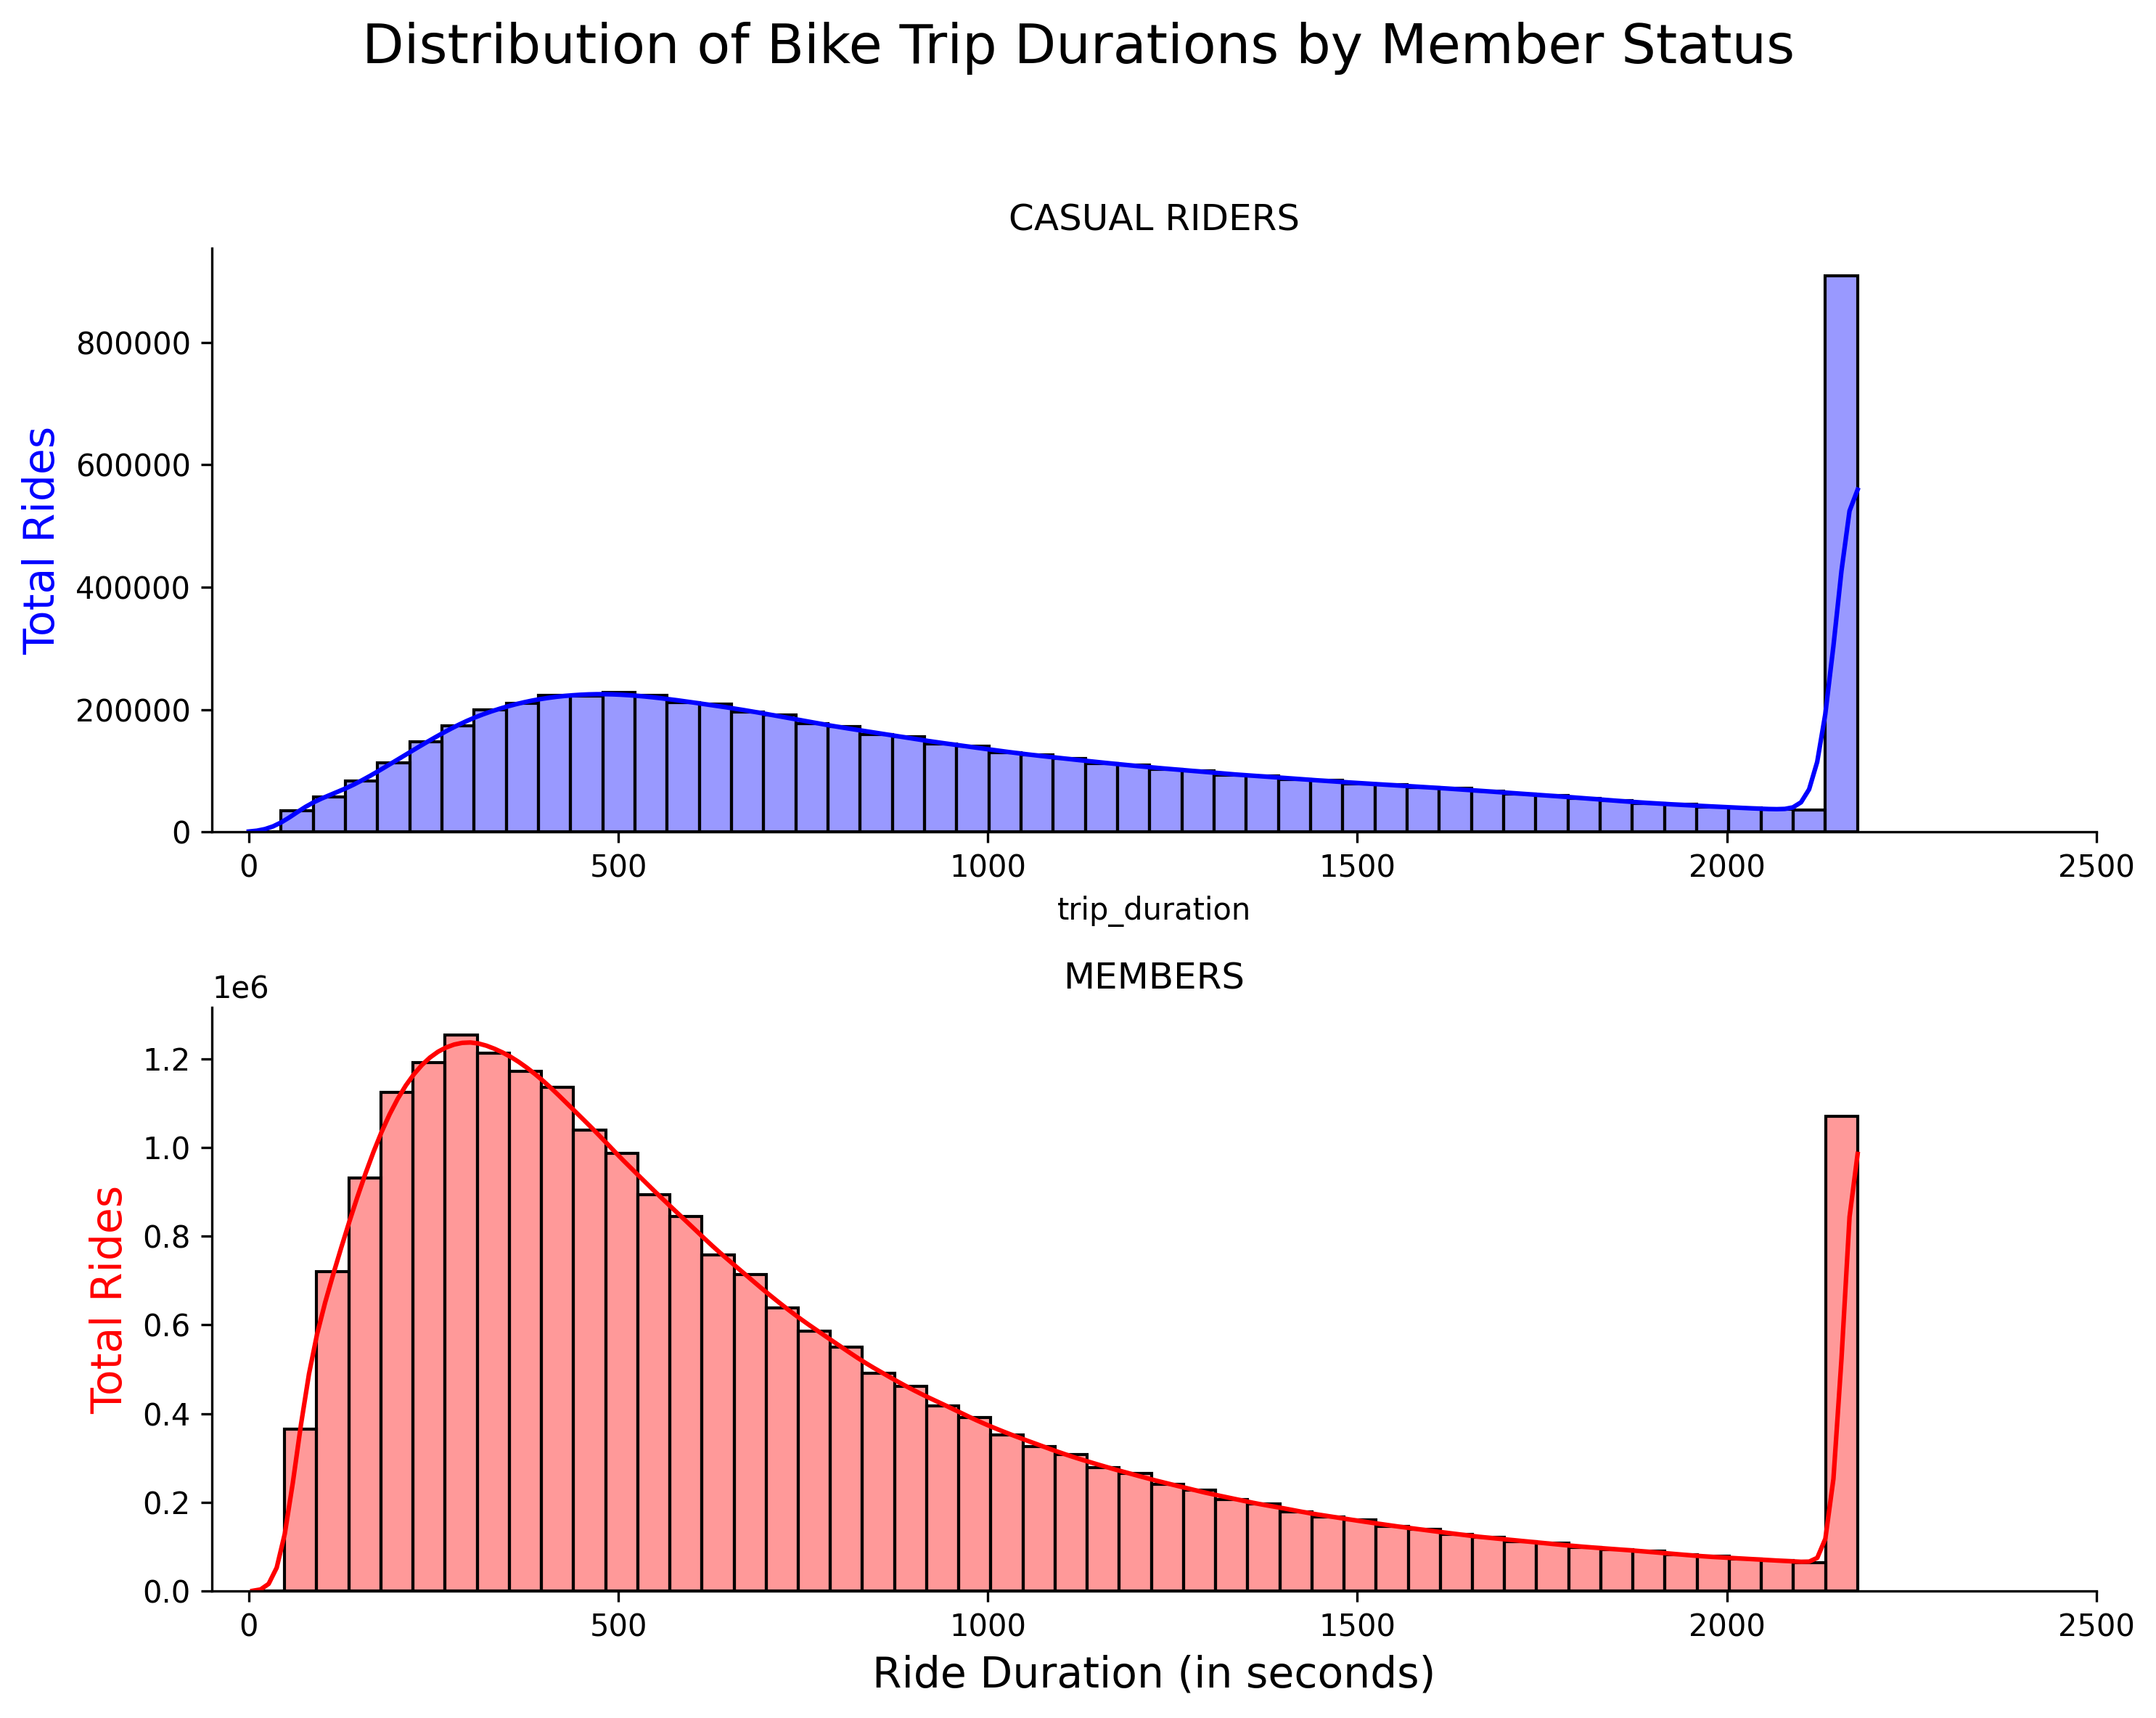 Distribution of Bike Trip Durations by Member Status
CASUAL RIDERS
Total Rides
800000
600000
400000
200000
0
0 500 1000 1500 2000 2500
trip_duration
MEMBERS
1e6
Total Rides
1.2
1.0
0.8
0.6
0.4
0.2
0.0
0 500 1000 1500 2000 2500
Ride Duration (in seconds)